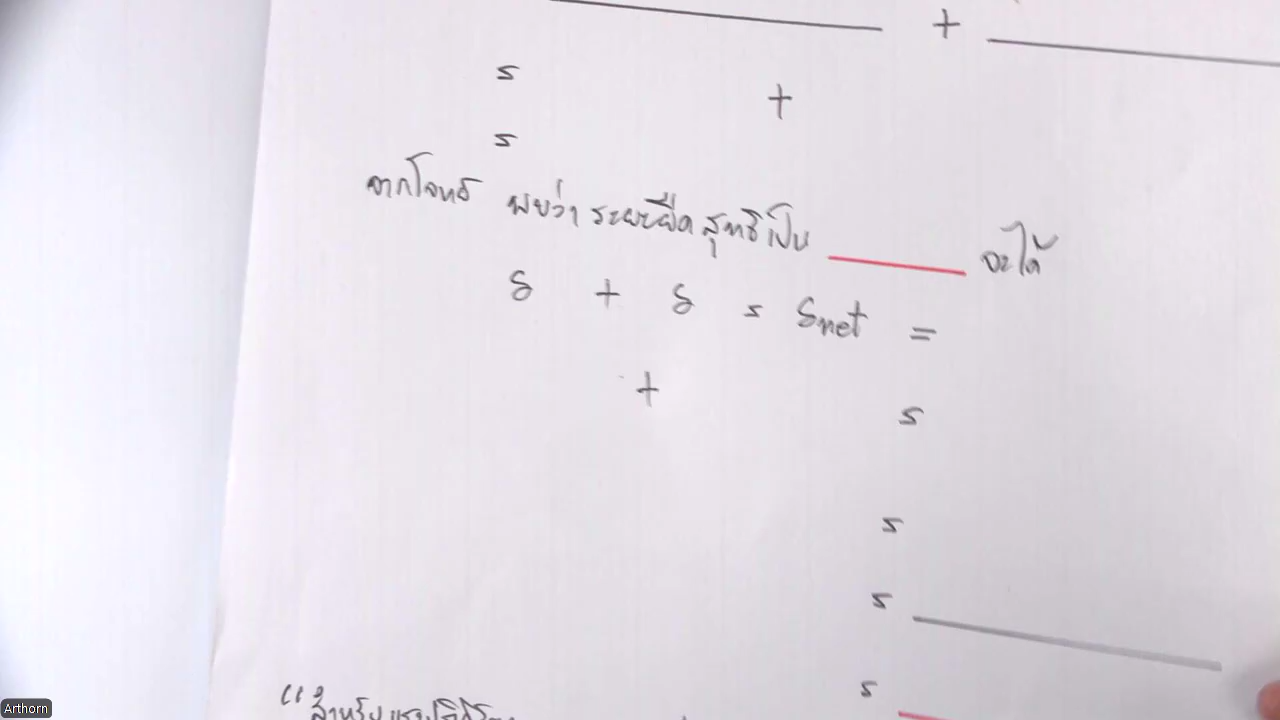 +
=
+
=
จากโจทย์ พบว่า ระยะยืด สุทธิเป็น ______ จะได้
δ + δ = δnet =
+
=
=
=
=
"สำหรับ
Arthorn